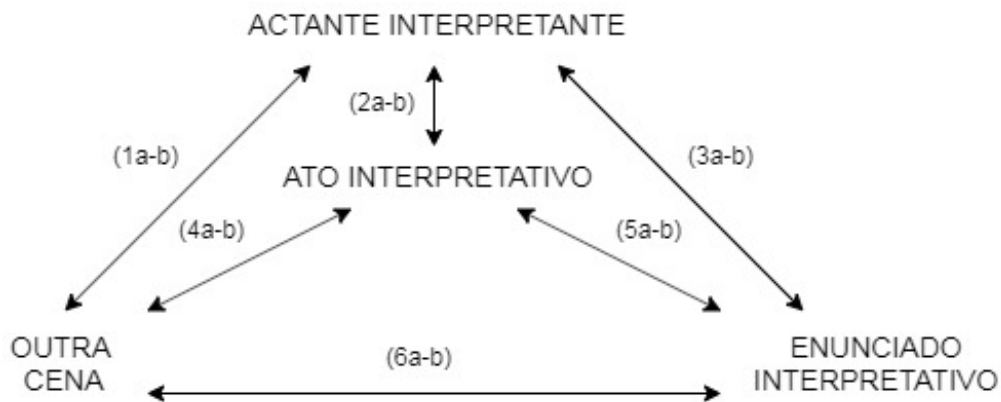 ACTANTE INTERPRETANTE
(2a-b)
(1a-b)
(3a-b)
ATO INTERPRETATIVO
(4a-b)
(5a-b)
OUTRA
CENA
(6a-b)
ENUNCIADO
INTERPRETATIVO